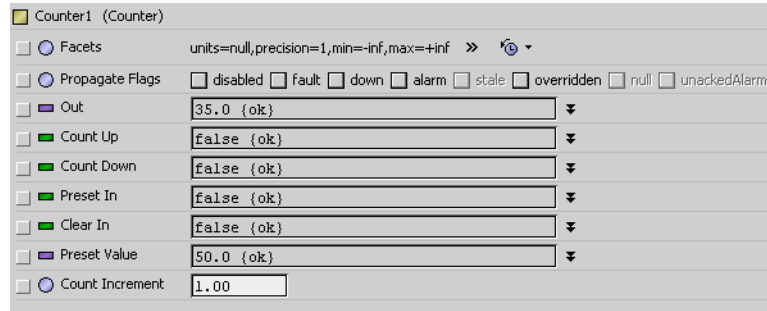 Counter1 (Counter)
Facets units=null,precision=1,min=-inf,max=+inf »
Propagate Flags disabled fault down alarm stale overridden null unackedAlarm
Out 35.0 {ok}
Count Up false {ok}
Count Down false {ok}
Preset In false {ok}
Clear In false {ok}
Preset Value 50.0 {ok}
Count Increment 1.00